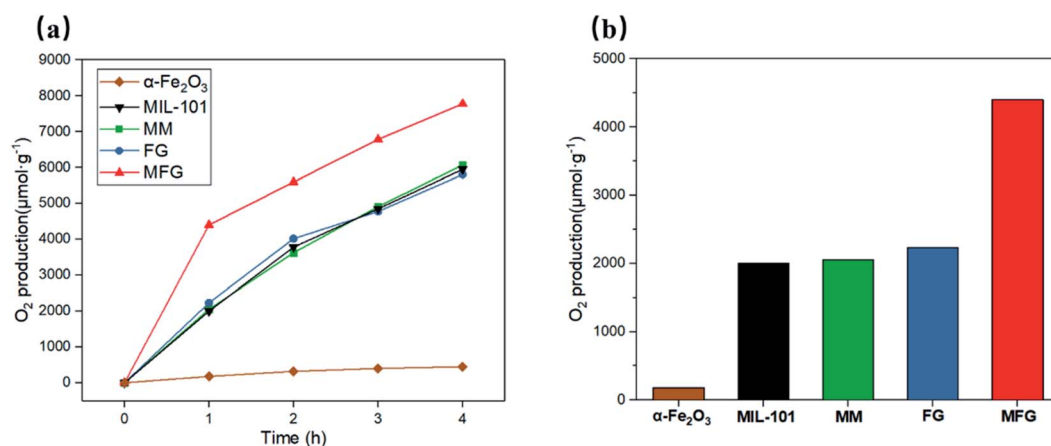 (a)
9000
8000
7000
6000
5000
4000
3000
2000
1000
0
O₂ production(μmol·g⁻¹)
α-Fe₂O₃
MIL-101
MM
FG
MFG
0 1 2 3 4
Time (h)
(b)
5000
4000
3000
2000
1000
0
O₂ production(μmol·g⁻¹)
α-Fe₂O₃ MIL-101 MM FG MFG